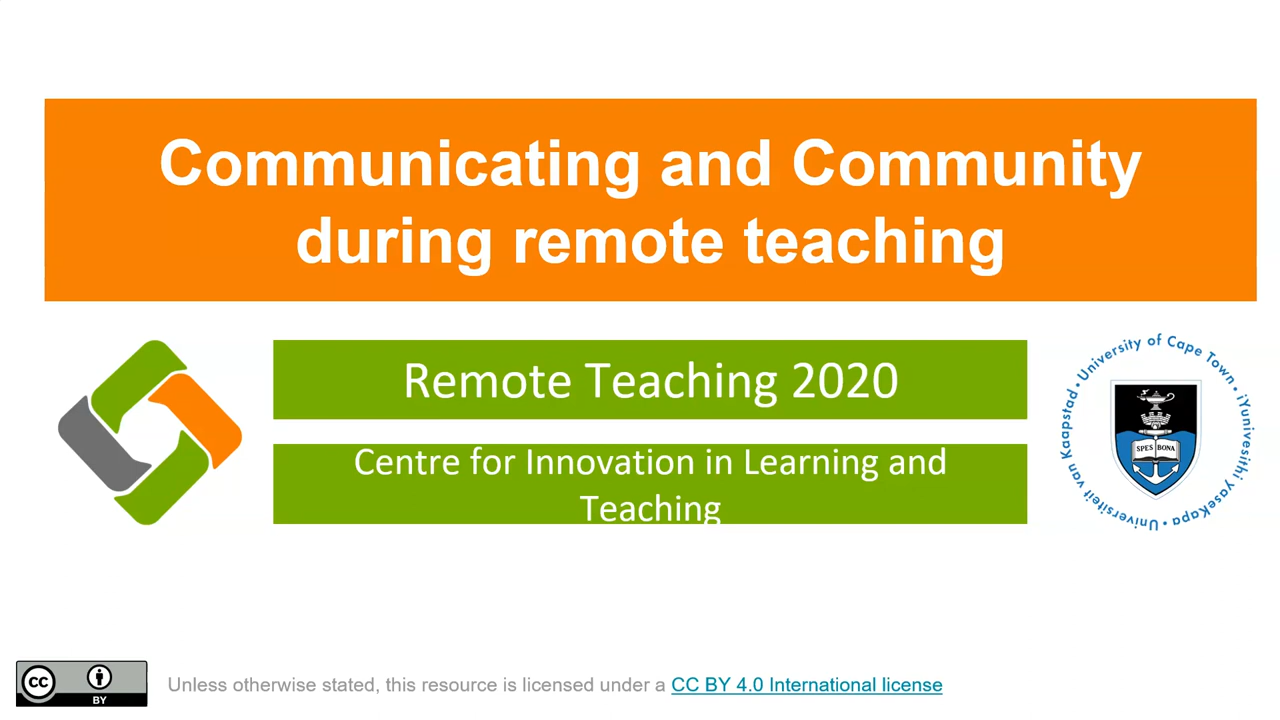 Communicating and Community
during remote teaching
Remote Teaching 2020
Centre for Innovation in Learning and
Teaching
University of Cape Town • iYunivesithi yaseKapa • Universiteit van Kaapstad •
SPES BONA
CC
BY
Unless otherwise stated, this resource is licensed under a CC BY 4.0 International license